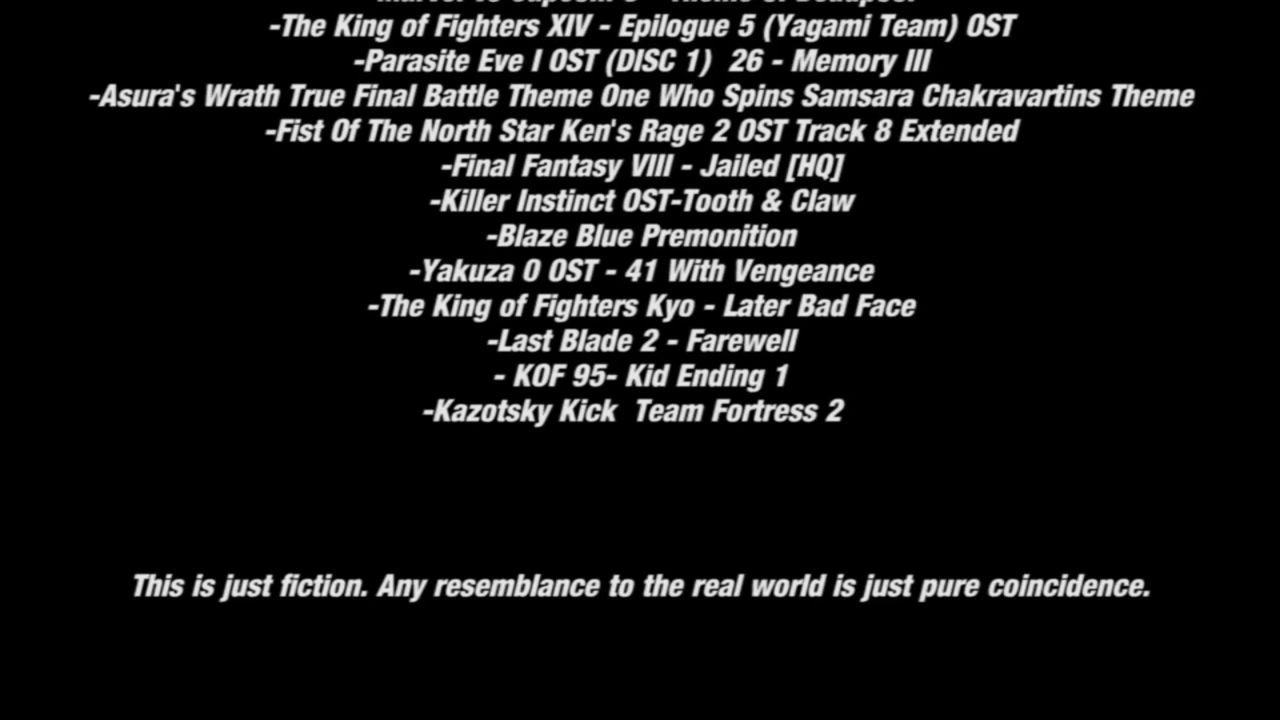 -The King of Fighters XIV - Epilogue 5 (Yagami Team) OST
-Parasite Eve I OST (DISC 1)  26 - Memory III
-Asura's Wrath True Final Battle Theme One Who Spins Samsara Chakravartins Theme
-Fist Of The North Star Ken's Rage 2 OST Track 8 Extended
-Final Fantasy VIII - Jailed [HQ]
-Killer Instinct OST-Tooth & Claw
-Blaze Blue Premonition
-Yakuza 0 OST - 41 With Vengeance
-The King of Fighters Kyo - Later Bad Face
-Last Blade 2 - Farewell
- KOF 95- Kid Ending 1
-Kazotsky Kick  Team Fortress 2
This is just fiction. Any resemblance to the real world is just pure coincidence.